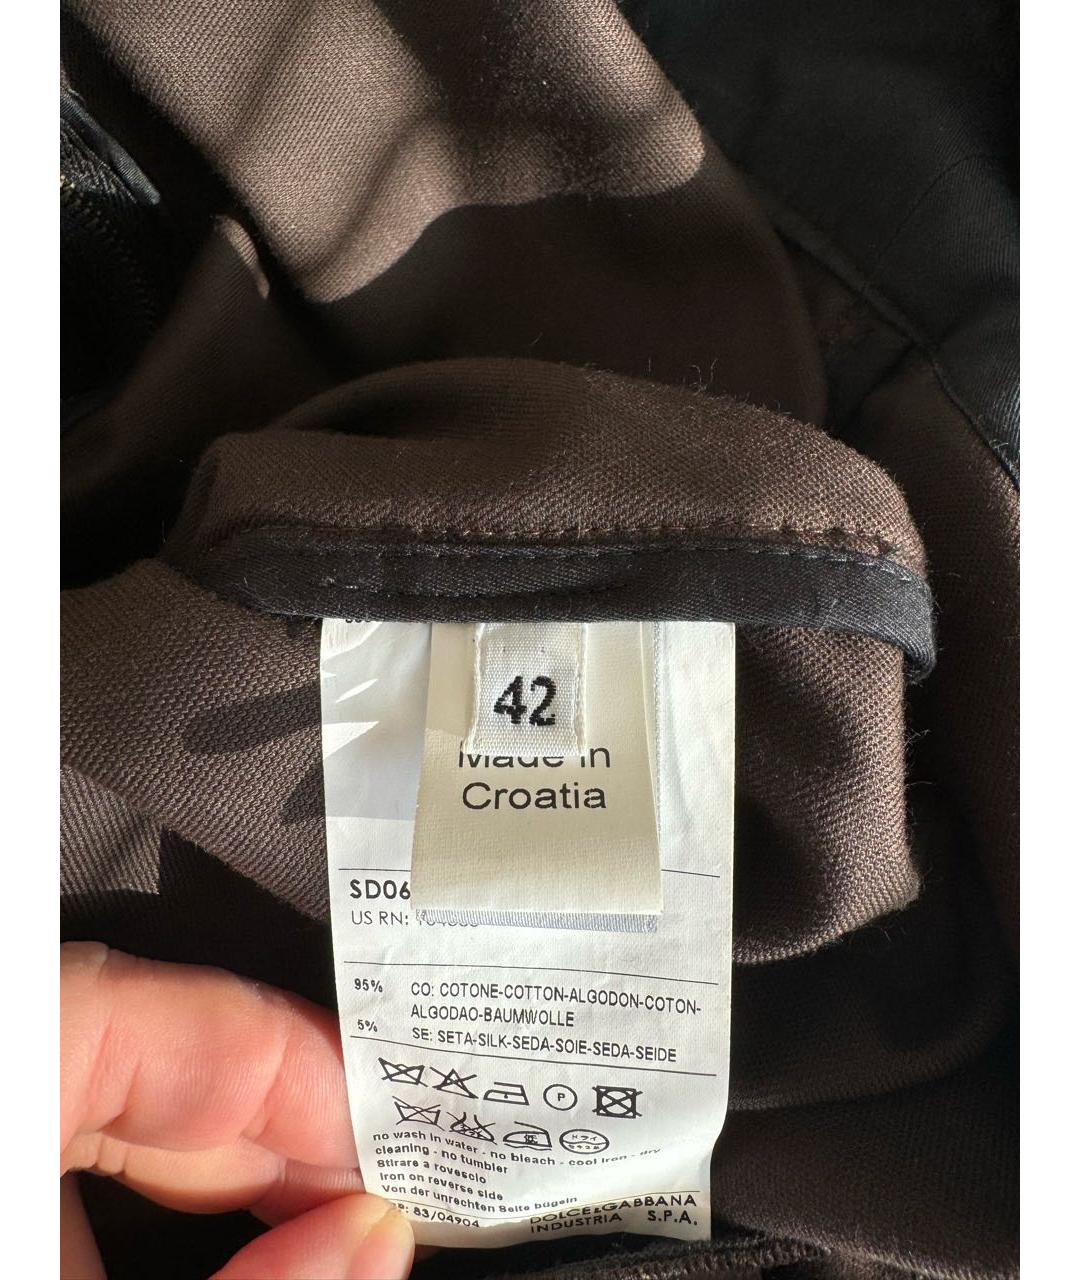 42
Made in
Croatia
SD06
US RN:
95% CO: COTONE-COTTON-ALGODON-COTON-
ALGODAO-BAUMWOLLE
5% SE: SETA-SILK-SEDA-SOIE-SEDA-SEIDE
P
no wash in water - no bleach - cool iron - dry
cleaning - no tumbler
Stirare a rovescio
Iron on reverse side
Von der unrechten Seite bügeln
83/04904
DOLCE&GABBANA
INDUSTRIA S.P.A.